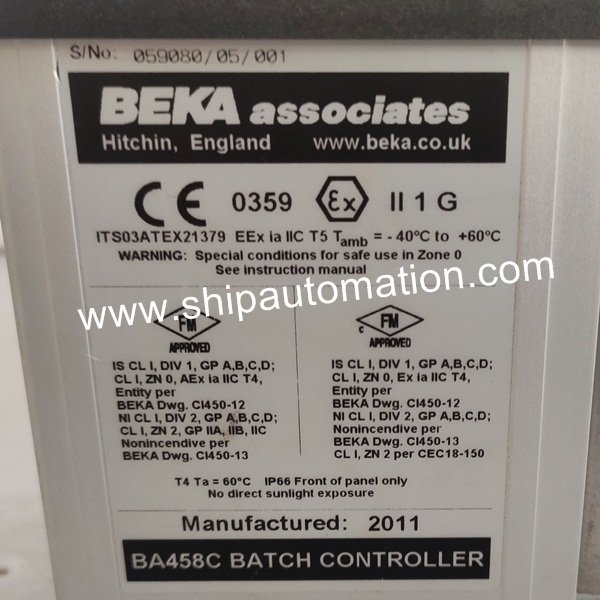 S/No: 059080/05/001
BEKA associates
Hitchin, England www.beka.co.uk
CE 0359 Ex II 1 G
ITS03ATEX21379 EEx ia IIC T5 Tamb = - 40ºC to +60ºC
WARNING: Special conditions for safe use in Zone 0
See instruction manual
www.shipautomation.com
FM
APPROVED
IS CL I, DIV 1, GP A,B,C,D;
CL I, ZN 0, AEx ia IIC T4,
Entity per
BEKA Dwg. CI450-12
NI CL I, DIV 2, GP A,B,C,D;
CL I, ZN 2, GP IIA, IIB, IIC
Nonincendive per
BEKA Dwg. CI450-13
c FM
APPROVED
IS CL I, DIV 1, GP A,B,C,D;
CL I, ZN 0, Ex ia IIC T4,
Entity per
BEKA Dwg. CI450-12
NI CL I, DIV 2, GP A,B,C,D;
Nonincendive per
BEKA Dwg. CI450-13
CL I, ZN 2 per CEC18-150
T4 Ta = 60°C IP66 Front of panel only
No direct sunlight exposure
Manufactured: 2011
BA458C BATCH CONTROLLER